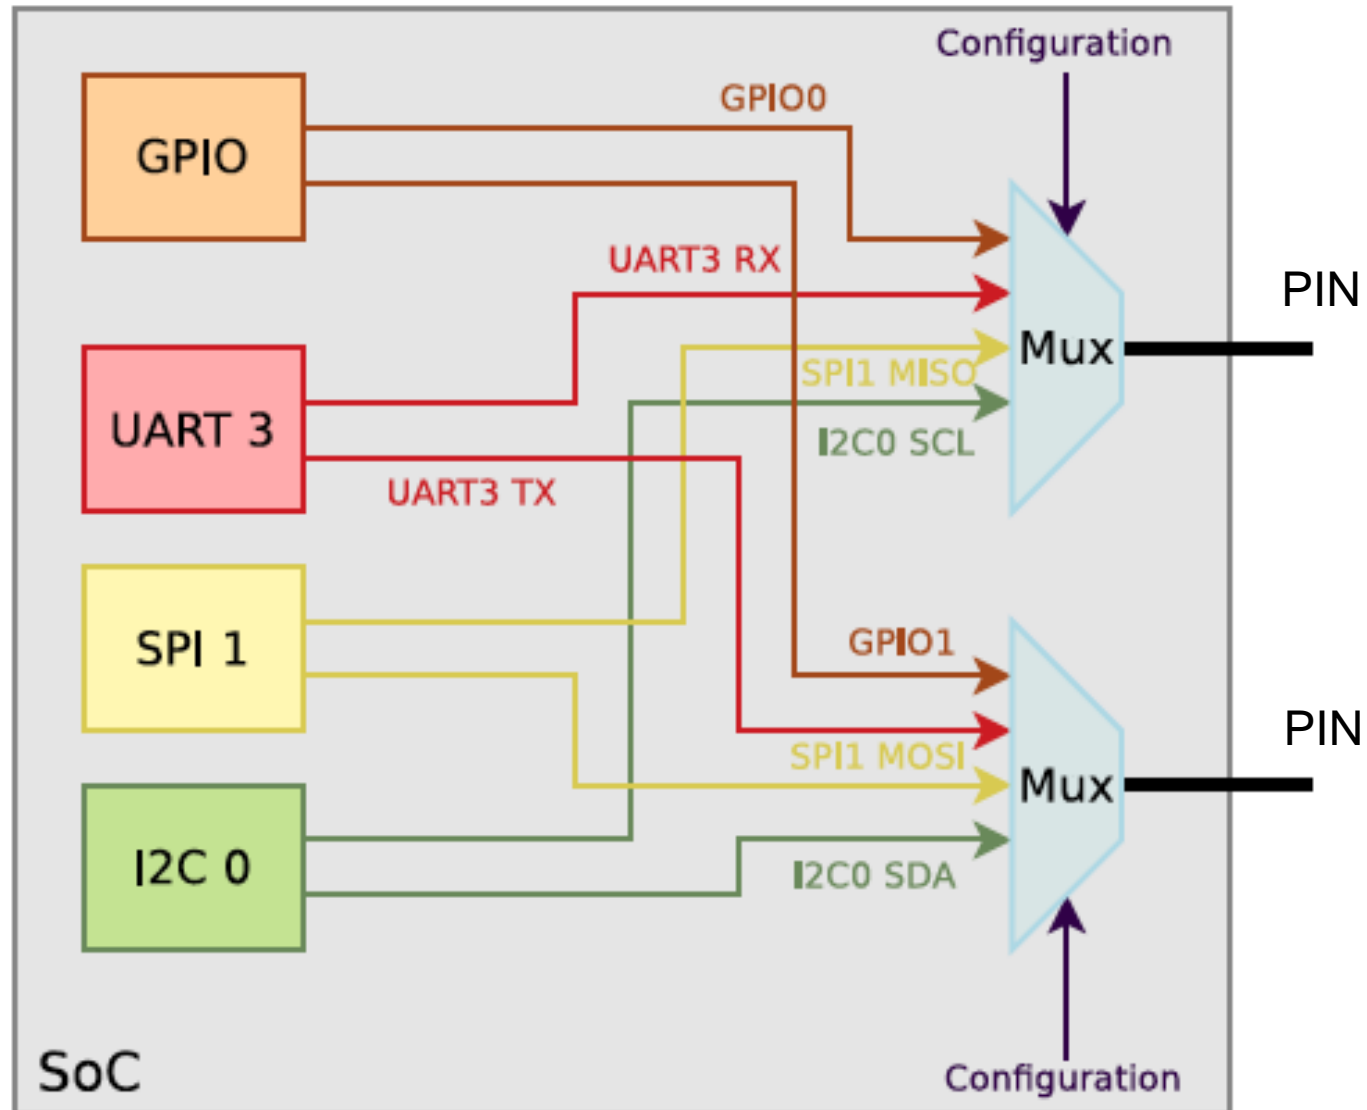 Configuration
GPIO0
GPIO
UART3 RX
PIN
Mux
SPI1 MISO
UART 3
I2C0 SCL
UART3 TX
GPIO1
SPI 1
PIN
SPI1 MOSI
Mux
I2C 0
I2C0 SDA
SoC
Configuration